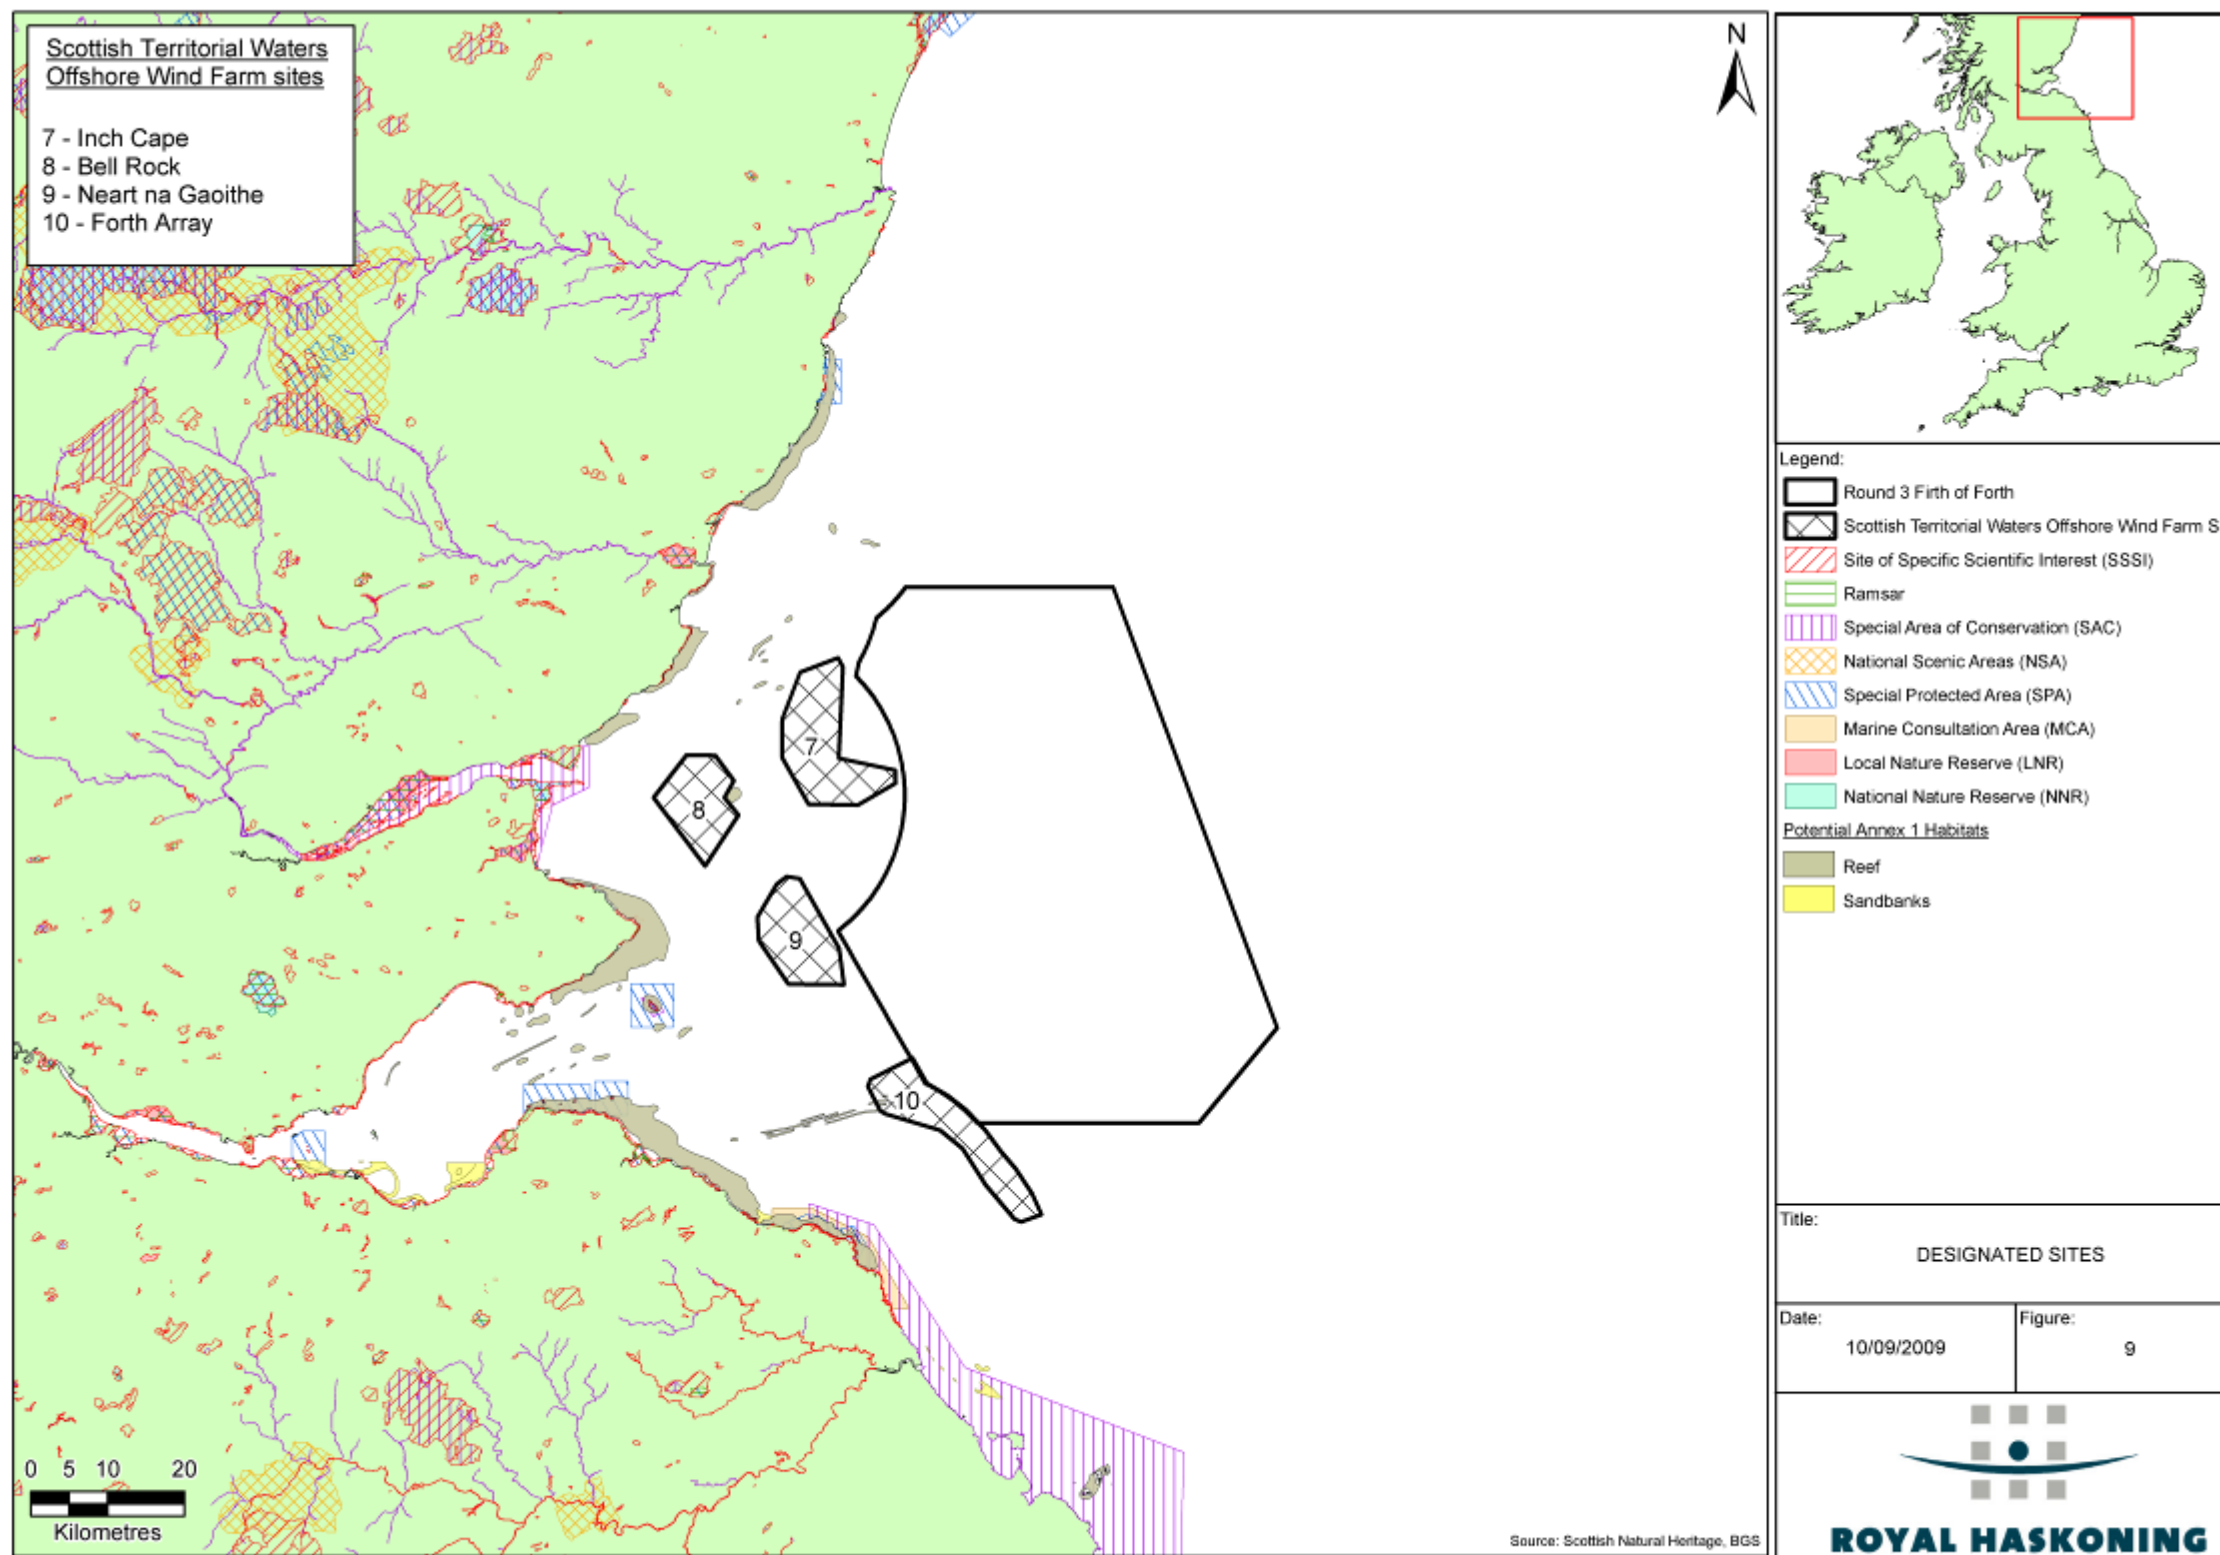 Scottish Territorial Waters
Offshore Wind Farm sites
7 - Inch Cape
8 - Bell Rock
9 - Neart na Gaoithe
10 - Forth Array
N
7
8
9
10
0 5 10 20
Kilometres
Source: Scottish Natural Heritage, BGS
Legend:
Round 3 Firth of Forth
Scottish Territorial Waters Offshore Wind Farm S
Site of Specific Scientific Interest (SSSI)
Ramsar
Special Area of Conservation (SAC)
National Scenic Areas (NSA)
Special Protected Area (SPA)
Marine Consultation Area (MCA)
Local Nature Reserve (LNR)
National Nature Reserve (NNR)
Potential Annex 1 Habitats
Reef
Sandbanks
Title:
DESIGNATED SITES
Date:
10/09/2009
Figure:
9
ROYAL HASKONING